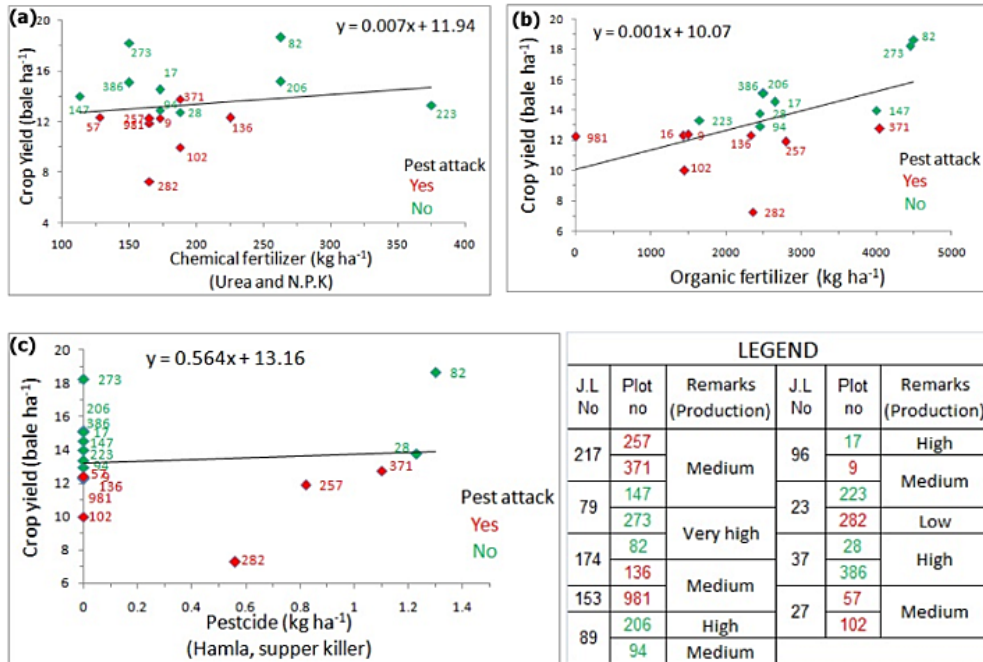 (a)
y = 0.007x + 11.94
Crop Yield (bale ha⁻¹)
20
16
12
8
4
273
82
386
17
206
147
94
371
28
223
57
257
981
9
136
102
282
Pest attack
Yes
No
100
150
200
250
300
350
400
Chemical fertilizer (kg ha⁻¹)
(Urea and N.P.K)
(b)
y = 0.001x + 10.07
Crop yield (bale ha⁻¹)
20
18
16
14
12
10
8
6
82
273
386
206
17
223
28
94
147
981
16
9
136
257
371
102
282
Pest attack
Yes
No
1000
2000
3000
4000
5000
Organic fertilizer (kg ha⁻¹)
(c)
y = 0.564x + 13.16
Crop yield (bale ha⁻¹)
20
18
16
14
12
10
8
6
273
82
206
386
17
147
223
94
28
371
57
9
136
981
257
102
282
Pest attack
Yes
No
0
0.2
0.4
0.6
0.8
1
1.2
1.4
Pestcide (kg ha⁻¹)
(Hamla, supper killer)
LEGEND
J.L No Plot no Remarks (Production) J.L No Plot no Remarks (Production)
217 257 Medium 96 17 High
371 9 Medium
79 147 23 223
273 Very high 282 Low
174 82 37 28 High
136 Medium 386
153 981 27 57 Medium
89 206 High 102
94 Medium